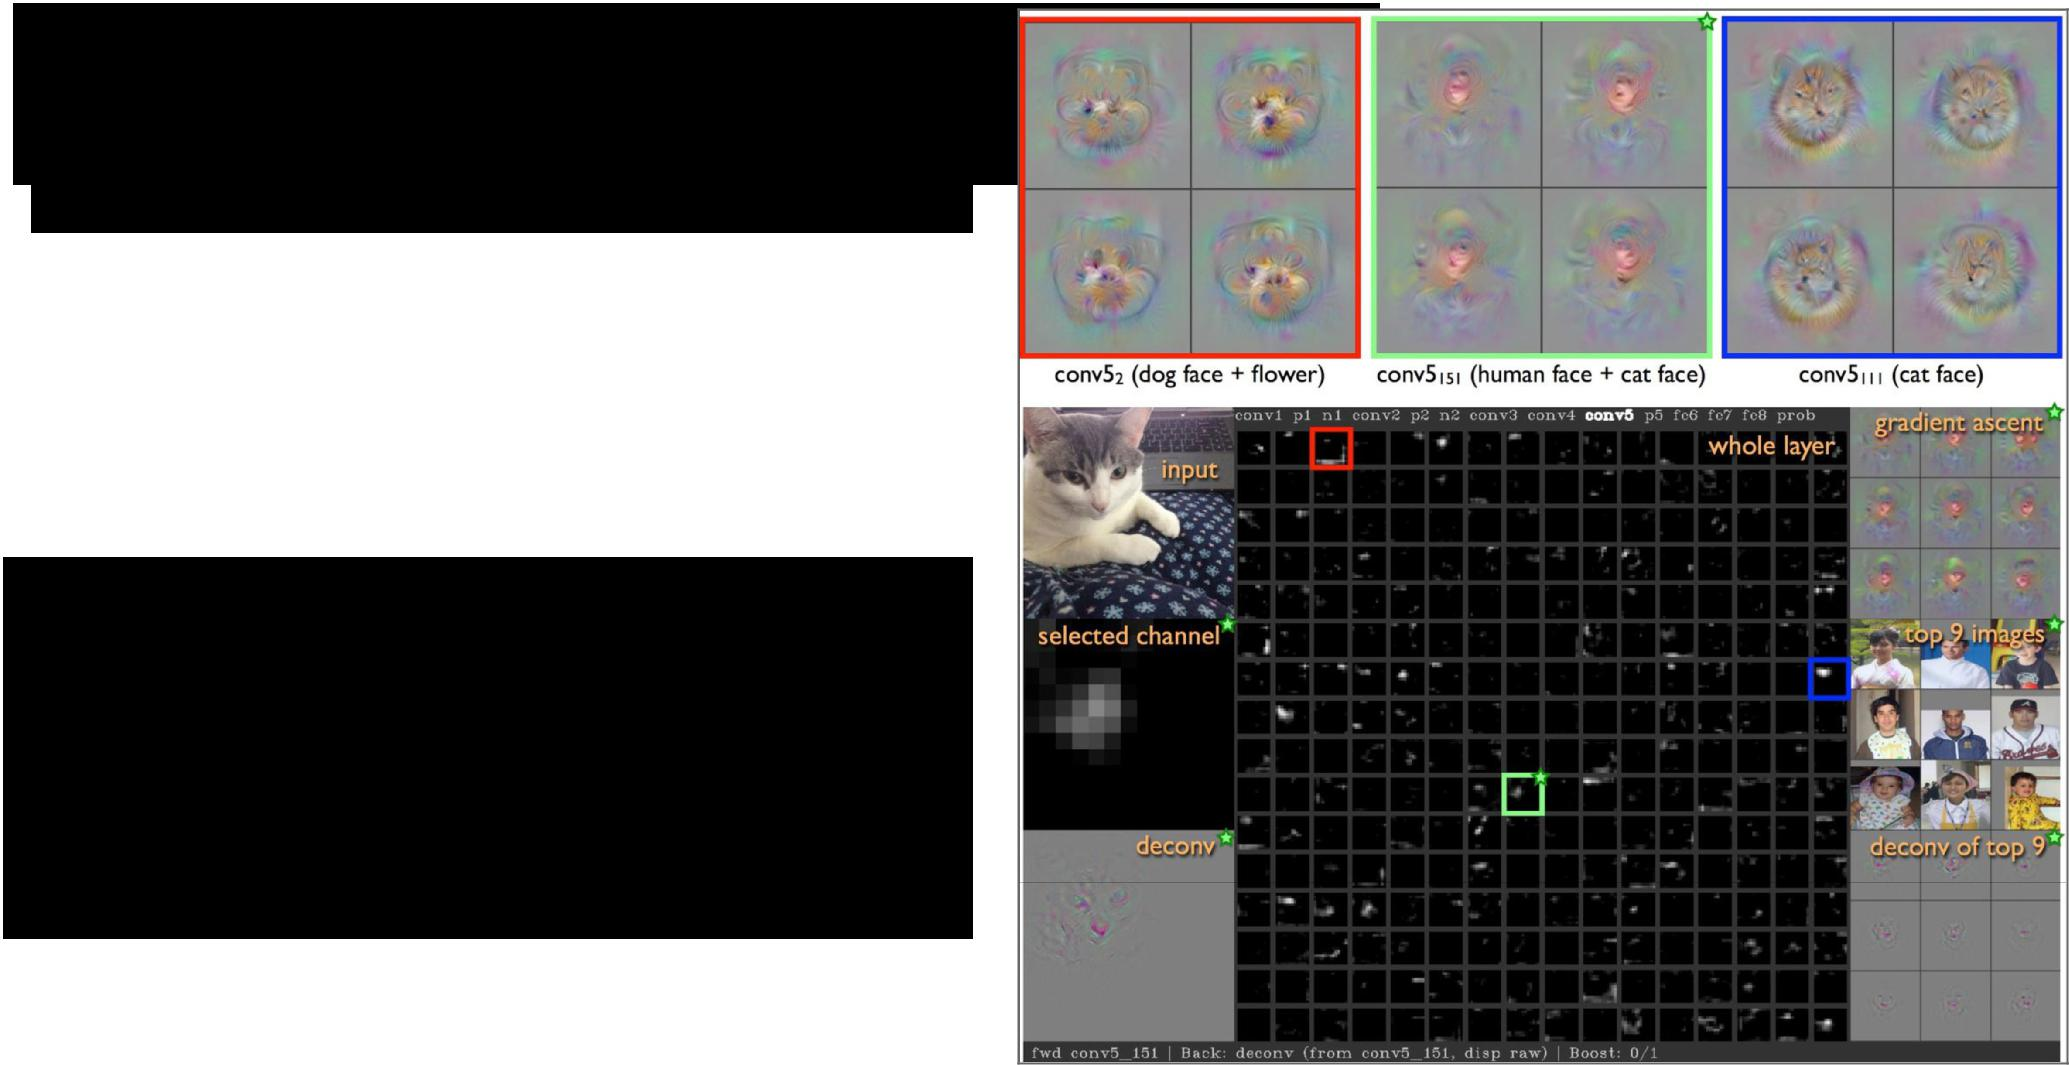 conv5₂ (dog face + flower)
conv5₁₅₁ (human face + cat face)
conv5₁₁₁ (cat face)
conv1 p1 n1 conv2 p2 n2 conv3 conv4 conv5 p5 fc6 fc7 fc8 prob
input
whole layer
gradient ascent
selected channel
top 9 images
deconv
deconv of top 9
fwd conv5_151 | Back: deconv (from conv5_151, disp raw) | Boost: 0/1